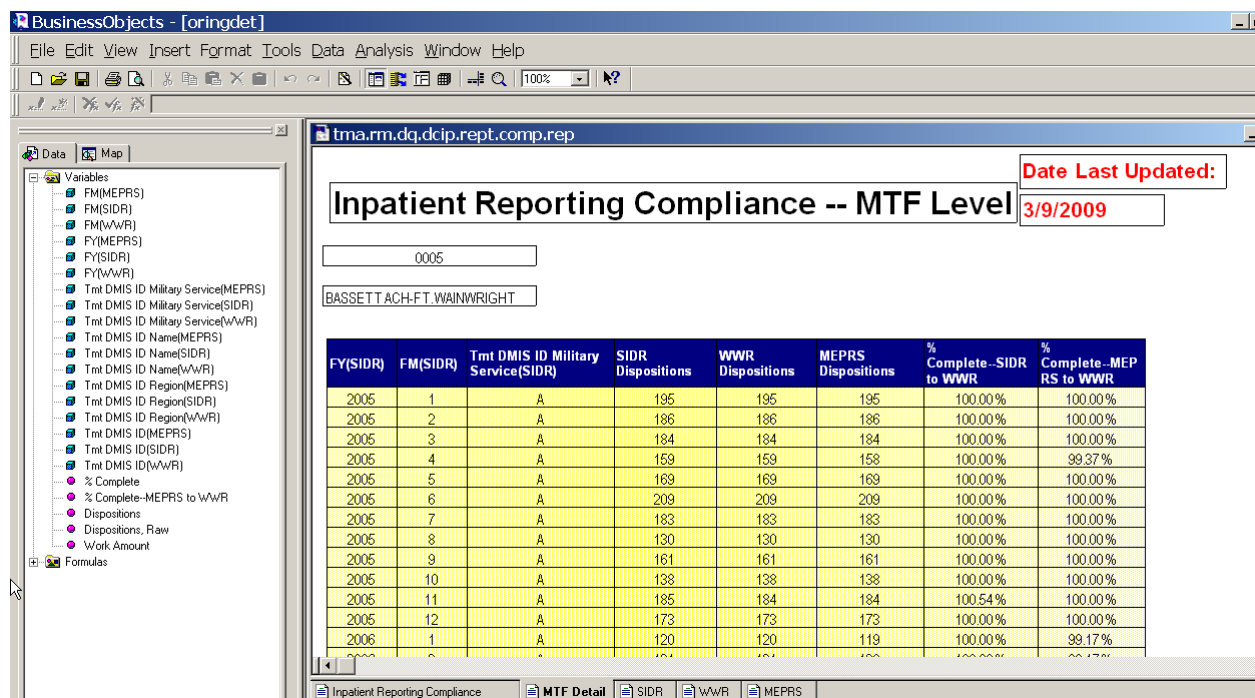 BusinessObjects - [oringdet]
File Edit View Insert Format Tools Data Analysis Window Help
100%
Data Map
Variables
FM(MEPRS)
FM(SIDR)
FM(WWR)
FY(MEPRS)
FY(SIDR)
FY(WWR)
Tmt DMIS ID Military Service(MEPRS)
Tmt DMIS ID Military Service(SIDR)
Tmt DMIS ID Military Service(WWR)
Tmt DMIS ID Name(MEPRS)
Tmt DMIS ID Name(SIDR)
Tmt DMIS ID Name(WWR)
Tmt DMIS ID Region(MEPRS)
Tmt DMIS ID Region(SIDR)
Tmt DMIS ID Region(WWR)
Tmt DMIS ID(MEPRS)
Tmt DMIS ID(SIDR)
Tmt DMIS ID(WWR)
% Complete
% Complete--MEPRS to WWR
Dispositions
Dispositions, Raw
Work Amount
Formulas
tma.rm.dq.dcip.rept.comp.rep
Date Last Updated:
Inpatient Reporting Compliance -- MTF Level
3/9/2009
0005
BASSETT ACH-FT. WAINWRIGHT
FY(SIDR) FM(SIDR) Tmt DMIS ID Military Service(SIDR) SIDR Dispositions WWR Dispositions MEPRS Dispositions % Complete--SIDR to WWR % Complete--MEPRS to WWR
2005 1 A 195 195 195 100.00% 100.00%
2005 2 A 186 186 186 100.00% 100.00%
2005 3 A 184 184 184 100.00% 100.00%
2005 4 A 159 159 158 100.00% 99.37%
2005 5 A 169 169 169 100.00% 100.00%
2005 6 A 209 209 209 100.00% 100.00%
2005 7 A 183 183 183 100.00% 100.00%
2005 8 A 130 130 130 100.00% 100.00%
2005 9 A 161 161 161 100.00% 100.00%
2005 10 A 138 138 138 100.00% 100.00%
2005 11 A 185 184 184 100.54% 100.00%
2005 12 A 173 173 173 100.00% 100.00%
2006 1 A 120 120 119 100.00% 99.17%
Inpatient Reporting Compliance MTF Detail SIDR WWR MEPRS